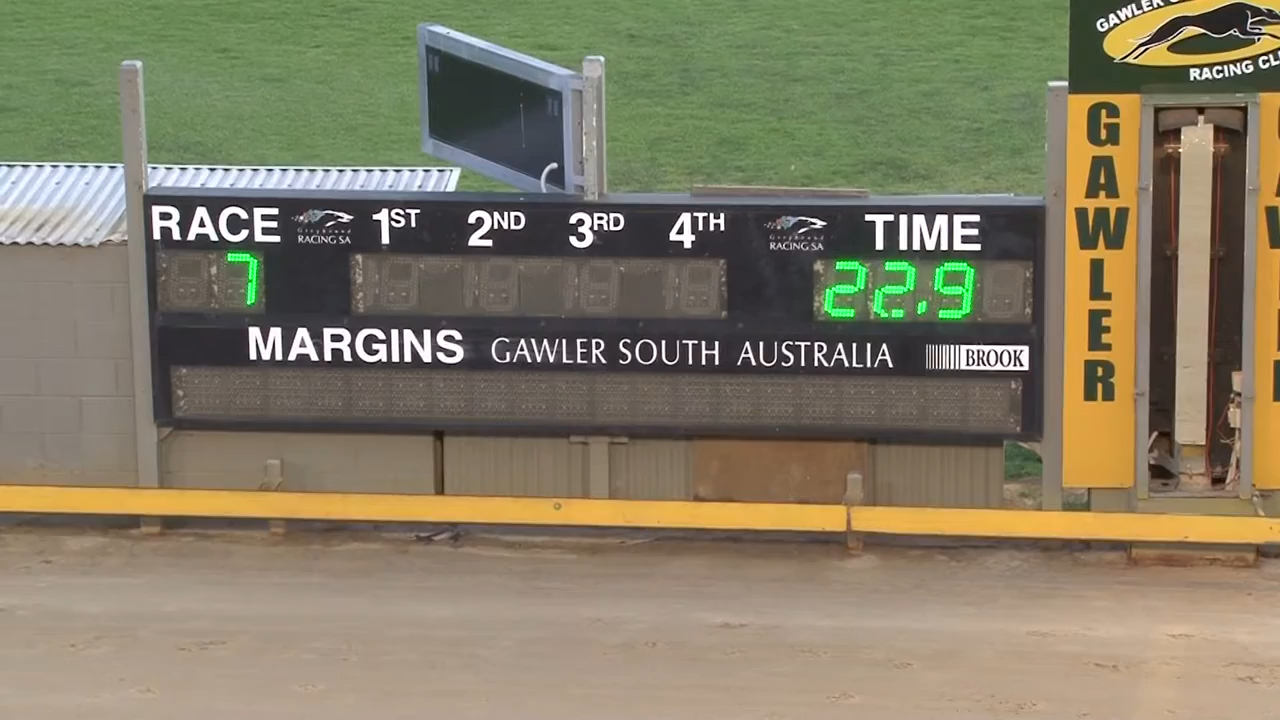 GAWLER
RACING
RACE
Greyhound
RACING SA
1ST
2ND
3RD
4TH
Greyhound
RACING SA
TIME
7
22.9
MARGINS
GAWLER SOUTH AUSTRALIA
BROOK
GAWLER